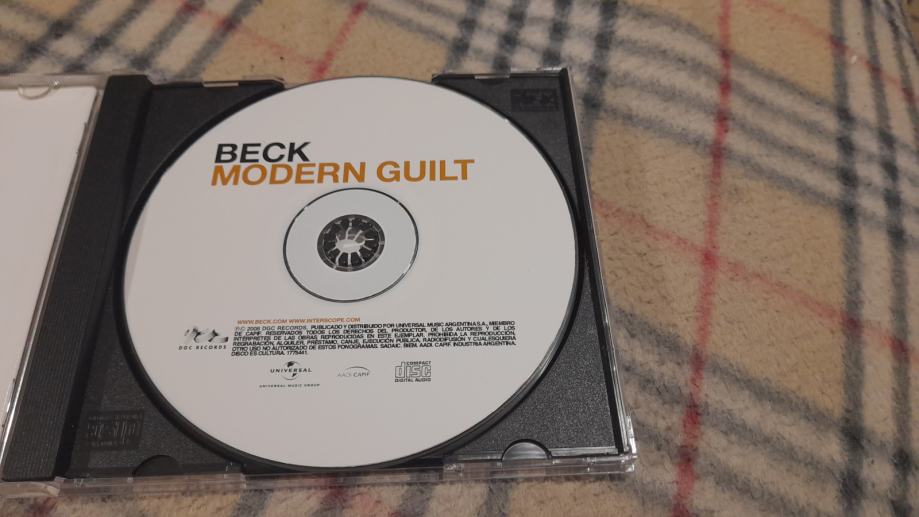 BECK
MODERN GUILT
WWW.BECK.COM WWW.INTERSCOPE.COM
℗© 2008 DGC RECORDS, PUBLICADO Y DISTRIBUIDO POR UNIVERSAL MUSIC ARGENTINA S.A., MIEMBRO
DE CAPIF. RESERVADOS TODOS LOS DERECHOS DEL PRODUCTOR, DE LOS AUTORES Y DE LOS
INTERPRETES DE LAS OBRAS REPRODUCIDAS EN ESTE EJEMPLAR. PROHIBIDA LA REPRODUCCIÓN,
REGRABACIÓN, ALQUILER, PRÉSTAMO, CANJE, EJECUCIÓN PÚBLICA, RADIODIFUSIÓN Y CUALESQUIERA
OTRO USO NO AUTORIZADO DE ESTOS FONOGRAMAS. SADAIC. BIEM. AADI. CAPIF. INDUSTRIA ARGENTINA.
DISCO ES CULTURA. 1775441.
DGC RECORDS
UNIVERSAL
UNIVERSAL MUSIC GROUP
AADI CAPIF
COMPACT
disc
DIGITAL AUDIO